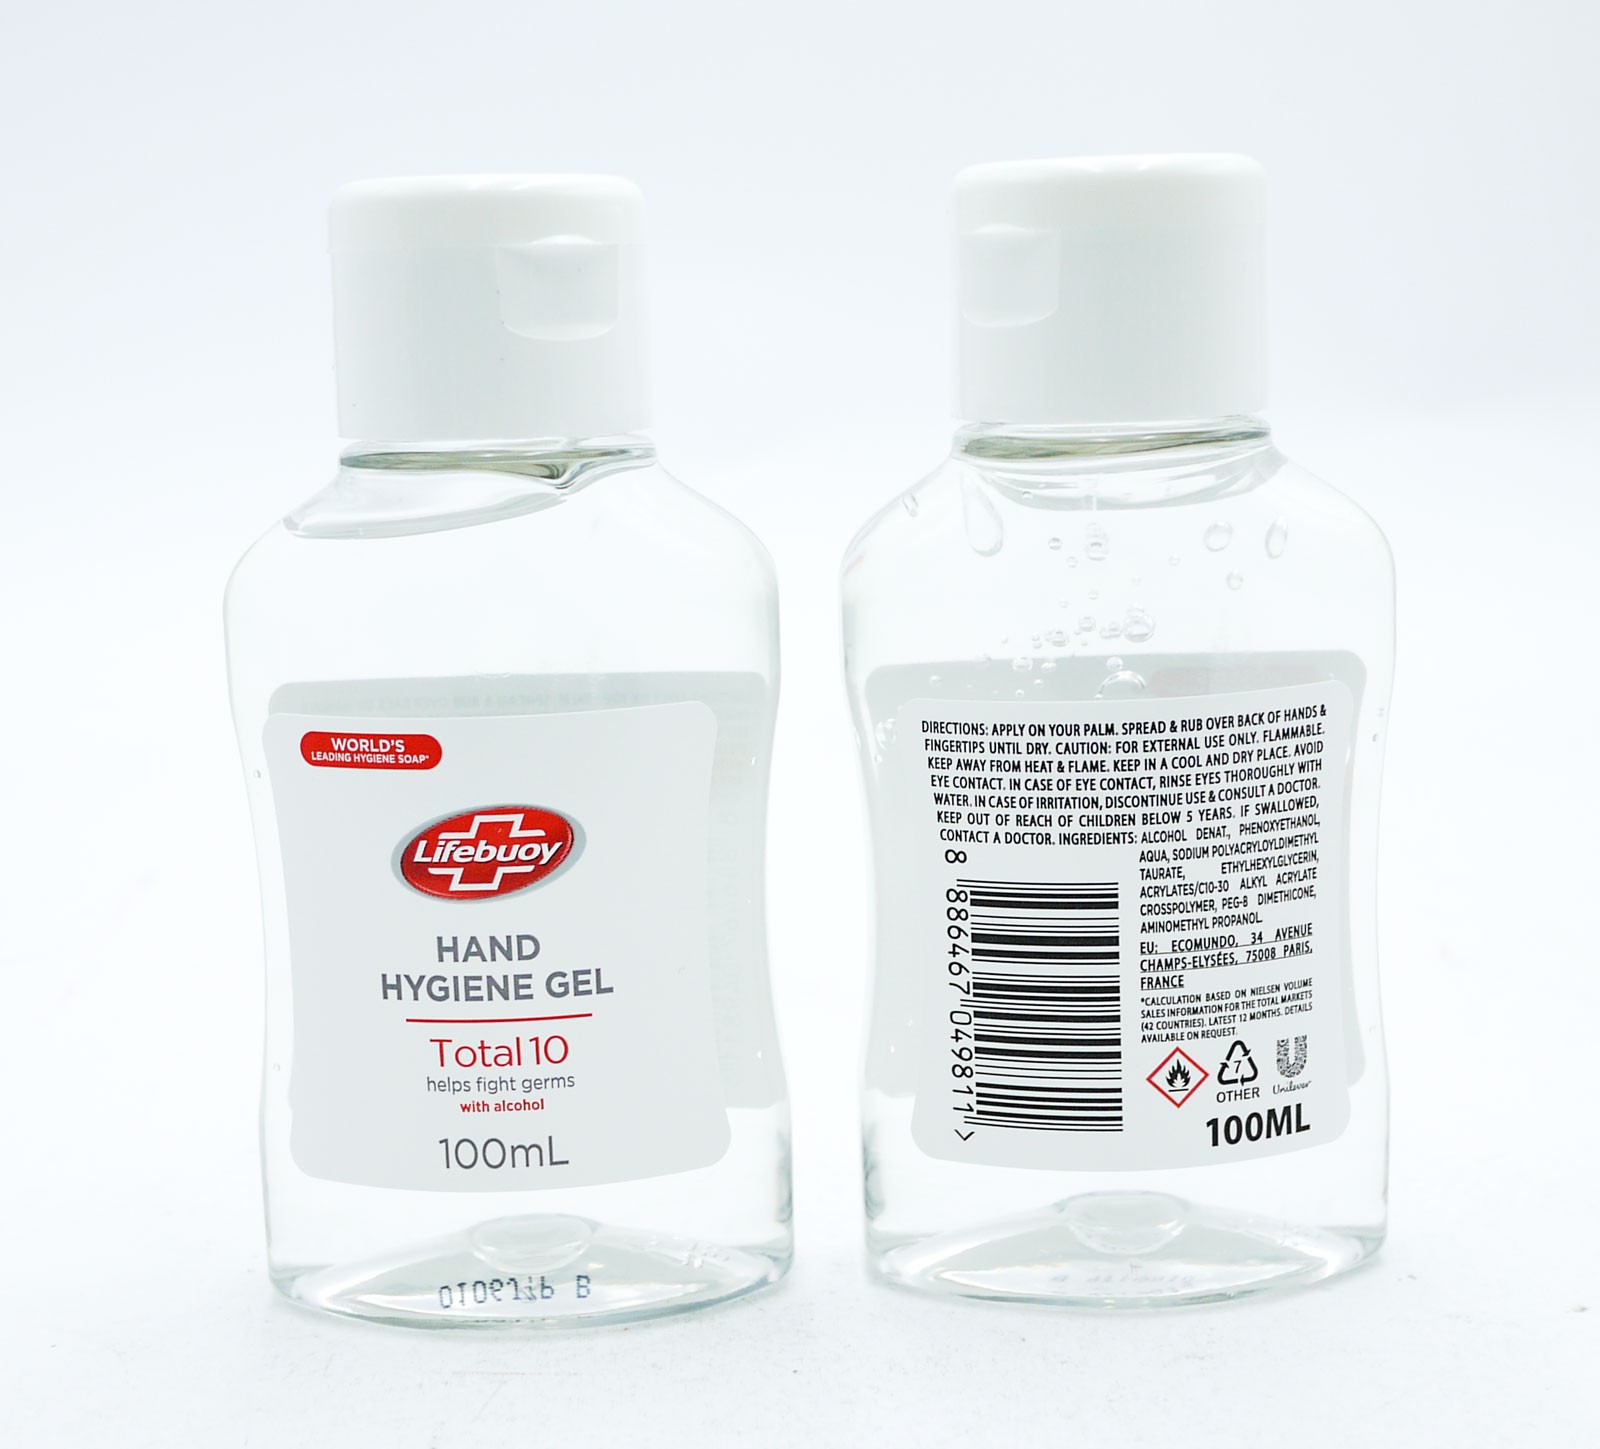 WORLD'S
LEADING HYGIENE SOAP*
Lifebuoy
HAND
HYGIENE GEL
Total 10
helps fight germs
with alcohol
100mL
DIRECTIONS: APPLY ON YOUR PALM. SPREAD & RUB OVER BACK OF HANDS &
FINGERTIPS UNTIL DRY. CAUTION: FOR EXTERNAL USE ONLY. FLAMMABLE.
KEEP AWAY FROM HEAT & FLAME. KEEP IN A COOL AND DRY PLACE. AVOID
EYE CONTACT. IN CASE OF EYE CONTACT, RINSE EYES THOROUGHLY WITH
WATER. IN CASE OF IRRITATION, DISCONTINUE USE & CONSULT A DOCTOR.
KEEP OUT OF REACH OF CHILDREN BELOW 5 YEARS. IF SWALLOWED,
CONTACT A DOCTOR. INGREDIENTS: ALCOHOL DENAT., PHENOXYETHANOL,
AQUA, SODIUM POLYACRYLOYLDIMETHYL
TAURATE, ETHYLHEXYLGLYCERIN,
ACRYLATES/C10-30 ALKYL ACRYLATE
CROSSPOLYMER, PEG-8 DIMETHICONE,
AMINOMETHYL PROPANOL.
EU: ECOMUNDO, 34 AVENUE
CHAMPS-ELYSÉES, 75008 PARIS,
FRANCE
*CALCULATION BASED ON NIELSEN VOLUME
SALES INFORMATION FOR THE TOTAL MARKETS
(42 COUNTRIES). LATEST 12 MONTHS. DETAILS
AVAILABLE ON REQUEST.
8 886467 049811 >
7
OTHER
Unilever
100ML